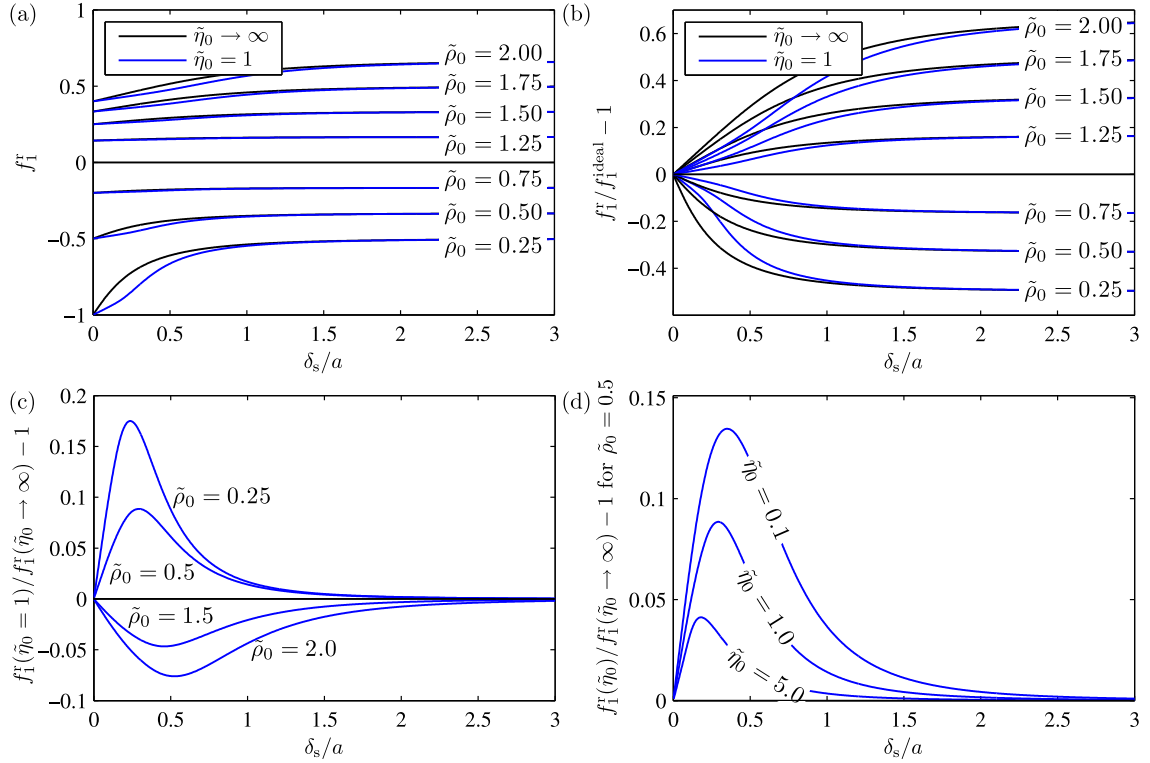 (a)
1
0.5
0
−0.5
−1
f₁ʳ
η̃₀ → ∞
η̃₀ = 1
ρ̃₀ = 2.00
ρ̃₀ = 1.75
ρ̃₀ = 1.50
ρ̃₀ = 1.25
ρ̃₀ = 0.75
ρ̃₀ = 0.50
ρ̃₀ = 0.25
0 0.5 1 1.5 2 2.5 3
δₛ/a
(b)
0.6
0.4
0.2
0
−0.2
−0.4
f₁ʳ/f₁ⁱᵈᵉᵃˡ − 1
η̃₀ → ∞
η̃₀ = 1
ρ̃₀ = 2.00
ρ̃₀ = 1.75
ρ̃₀ = 1.50
ρ̃₀ = 1.25
ρ̃₀ = 0.75
ρ̃₀ = 0.50
ρ̃₀ = 0.25
0 0.5 1 1.5 2 2.5 3
δₛ/a
(c)
0.2
0.15
0.1
0.05
0
−0.05
−0.1
f₁ʳ(η̃₀ = 1)/f₁ʳ(η̃₀ → ∞) − 1
ρ̃₀ = 0.25
ρ̃₀ = 0.5
ρ̃₀ = 1.5
ρ̃₀ = 2.0
0 0.5 1 1.5 2 2.5 3
δₛ/a
(d)
0.15
0.1
0.05
0
f₁ʳ(η̃₀)/f₁ʳ(η̃₀ → ∞) − 1 for ρ̃₀ = 0.5
η̃₀ = 0.1
η̃₀ = 1.0
η̃₀ = 5.0
0 0.5 1 1.5 2 2.5 3
δₛ/a